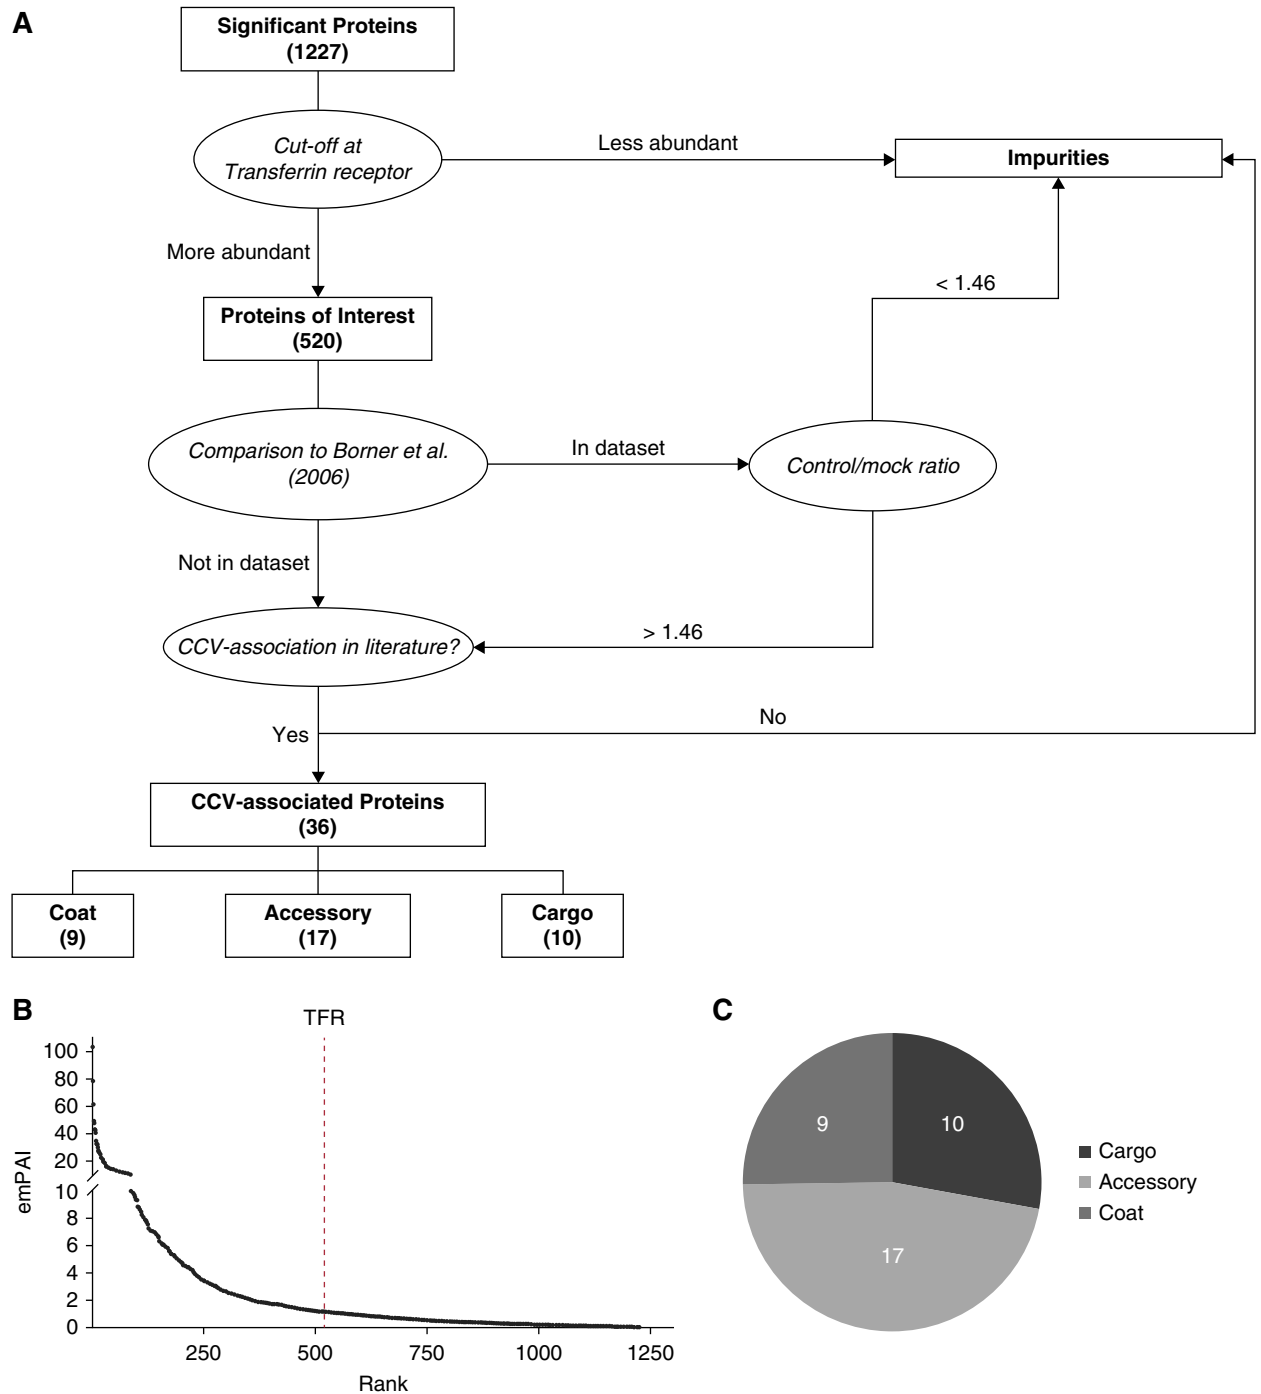 A
Significant Proteins
(1227)
Cut-off at
Transferrin receptor
Less abundant
Impurities
More abundant
< 1.46
Proteins of Interest
(520)
Comparison to Borner et al.
(2006)
In dataset
Control/mock ratio
Not in dataset
CCV-association in literature?
> 1.46
No
Yes
CCV-associated Proteins
(36)
Coat
(9)
Accessory
(17)
Cargo
(10)
B
TFR
100
80
60
40
20
10
8
6
4
2
0
emPAI
250
500
750
1000
1250
Rank
C
9
10
17
Cargo
Accessory
Coat